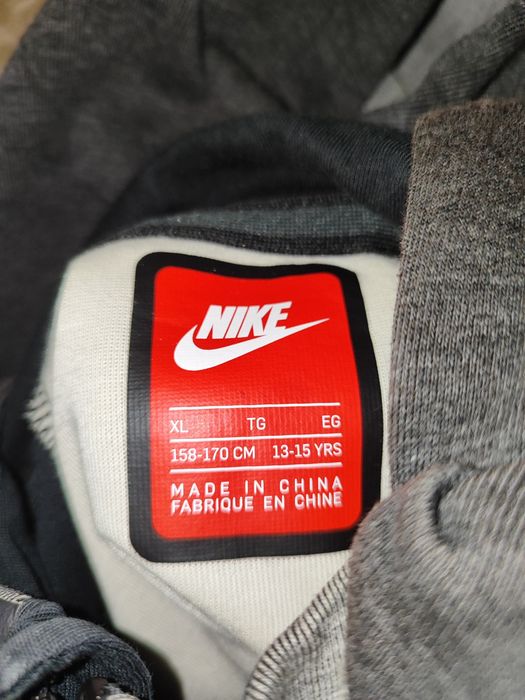 NIKE
XL TG EG
158-170 CM 13-15 YRS
MADE IN CHINA
FABRIQUE EN CHINE